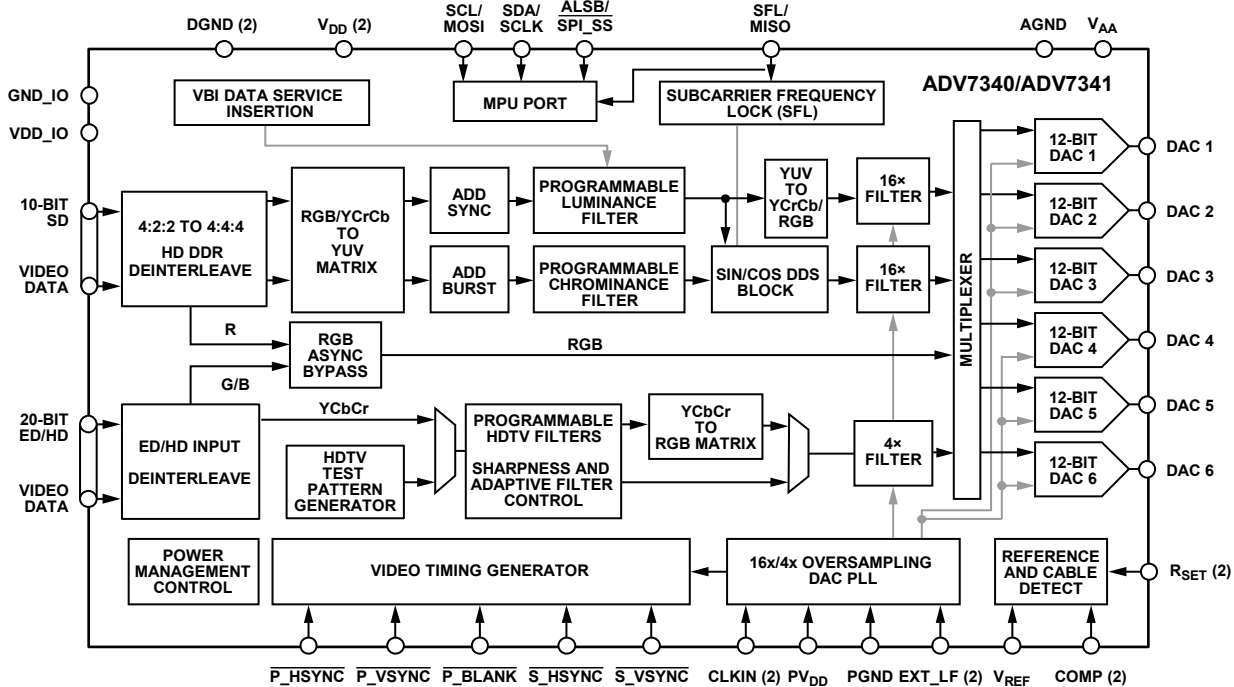 DGND (2)
VDD (2)
SCL/
MOSI
SDA/
SCLK
ALSB/
SPI_SS
SFL/
MISO
AGND
VAA
GND_IO
VDD_IO
10-BIT
SD
VIDEO
DATA
20-BIT
ED/HD
VIDEO
DATA
VBI DATA SERVICE
INSERTION
MPU PORT
SUBCARRIER FREQUENCY
LOCK (SFL)
ADV7340/ADV7341
4:2:2 TO 4:4:4
HD DDR
DEINTERLEAVE
RGB/YCrCb
TO
YUV
MATRIX
ADD
SYNC
PROGRAMMABLE
LUMINANCE
FILTER
YUV
TO
YCrCb/
RGB
16×
FILTER
ADD
BURST
PROGRAMMABLE
CHROMINANCE
FILTER
SIN/COS DDS
BLOCK
16×
FILTER
MULTIPLEXER
R
RGB
ASYNC
BYPASS
RGB
G/B
ED/HD INPUT
DEINTERLEAVE
YCbCr
HDTV
TEST
PATTERN
GENERATOR
PROGRAMMABLE
HDTV FILTERS
SHARPNESS AND
ADAPTIVE FILTER
CONTROL
YCbCr
TO
RGB MATRIX
4×
FILTER
12-BIT
DAC 1
DAC 1
12-BIT
DAC 2
DAC 2
12-BIT
DAC 3
DAC 3
12-BIT
DAC 4
DAC 4
12-BIT
DAC 5
DAC 5
12-BIT
DAC 6
DAC 6
POWER
MANAGEMENT
CONTROL
VIDEO TIMING GENERATOR
16x/4x OVERSAMPLING
DAC PLL
REFERENCE
AND CABLE
DETECT
RSET (2)
P_HSYNC
P_VSYNC
P_BLANK
S_HSYNC
S_VSYNC
CLKIN (2)
PVDD
PGND
EXT_LF (2)
VREF
COMP (2)